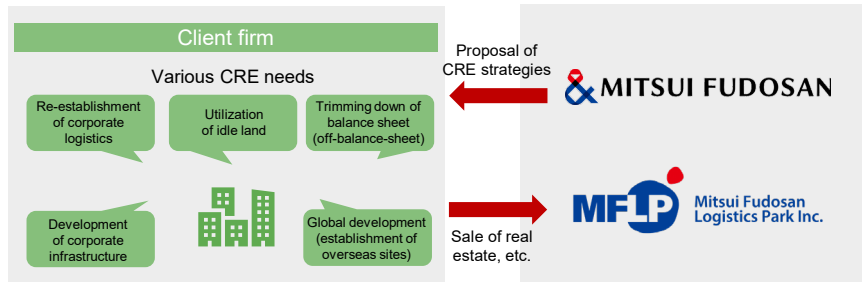 Client firm
Various CRE needs
Re-establishment
of corporate
logistics
Utilization
of idle land
Trimming down of
balance sheet
(off-balance-sheet)
Development
of corporate
infrastructure
Global development
(establishment of
overseas sites)
Proposal of
CRE strategies
Sale of real
estate, etc.
& MITSUI FUDOSAN
MFLP
Mitsui Fudosan
Logistics Park Inc.